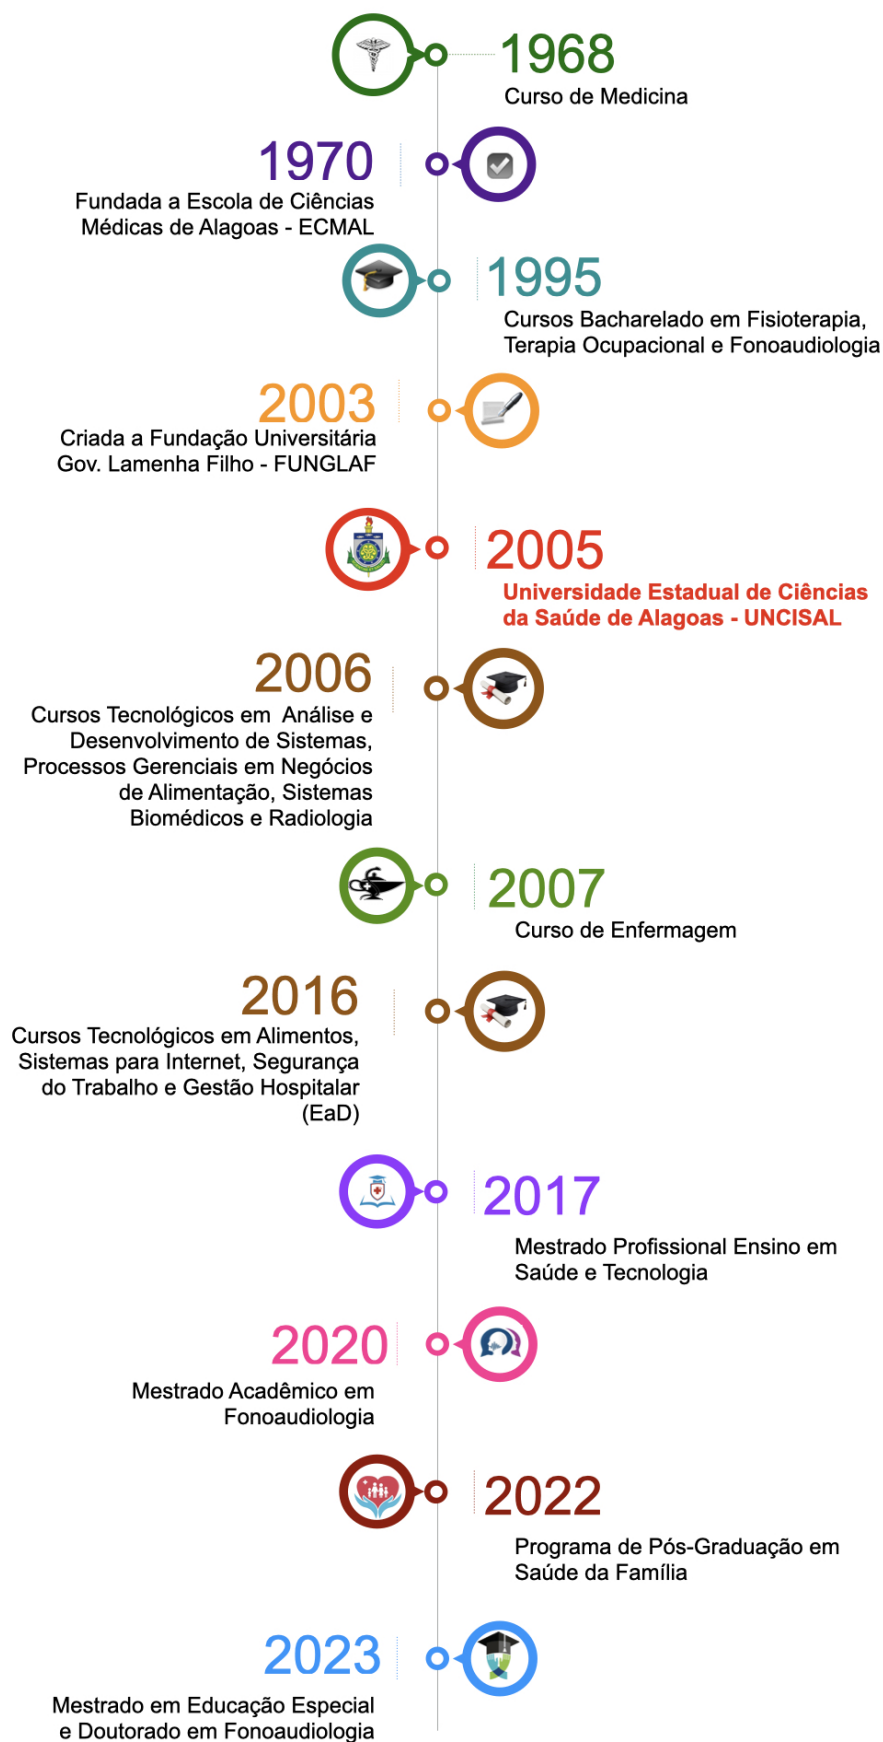 1968
Curso de Medicina
1970
Fundada a Escola de Ciências
Médicas de Alagoas - ECMAL
1995
Cursos Bacharelado em Fisioterapia,
Terapia Ocupacional e Fonoaudiologia
2003
Criada a Fundação Universitária
Gov. Lamenha Filho - FUNGLAF
2005
Universidade Estadual de Ciências
da Saúde de Alagoas - UNCISAL
2006
Cursos Tecnológicos em Análise e
Desenvolvimento de Sistemas,
Processos Gerenciais em Negócios
de Alimentação, Sistemas
Biomédicos e Radiologia
2007
Curso de Enfermagem
2016
Cursos Tecnológicos em Alimentos,
Sistemas para Internet, Segurança
do Trabalho e Gestão Hospitalar
(EaD)
2017
Mestrado Profissional Ensino em
Saúde e Tecnologia
2020
Mestrado Acadêmico em
Fonoaudiologia
2022
Programa de Pós-Graduação em
Saúde da Família
2023
Mestrado em Educação Especial
e Doutorado em Fonoaudiologia